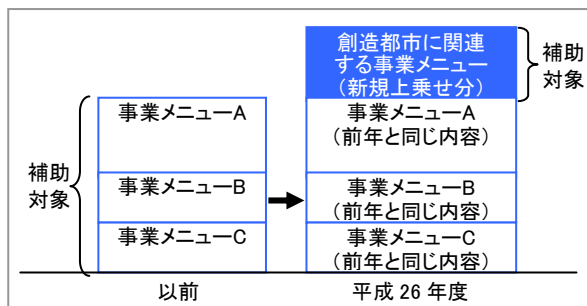 創造都市に関連
する事業メニュー
(新規上乗せ分)
補助
対象
事業メニューA
事業メニューA
(前年と同じ内容)
補助
対象
事業メニューB
事業メニューB
(前年と同じ内容)
事業メニューC
事業メニューC
(前年と同じ内容)
以前
平成 26 年度